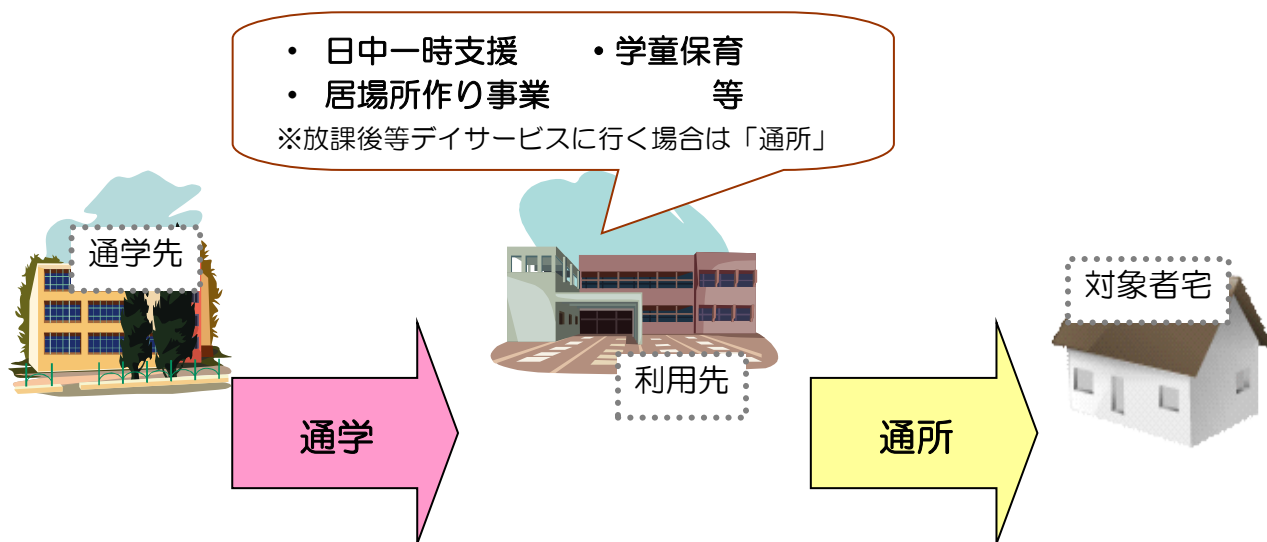 ・ 日中一時支援　・学童保育
・ 居場所作り事業　等
※放課後等デイサービスに行く場合は「通所」
通学先
対象者宅
利用先
通学
通所